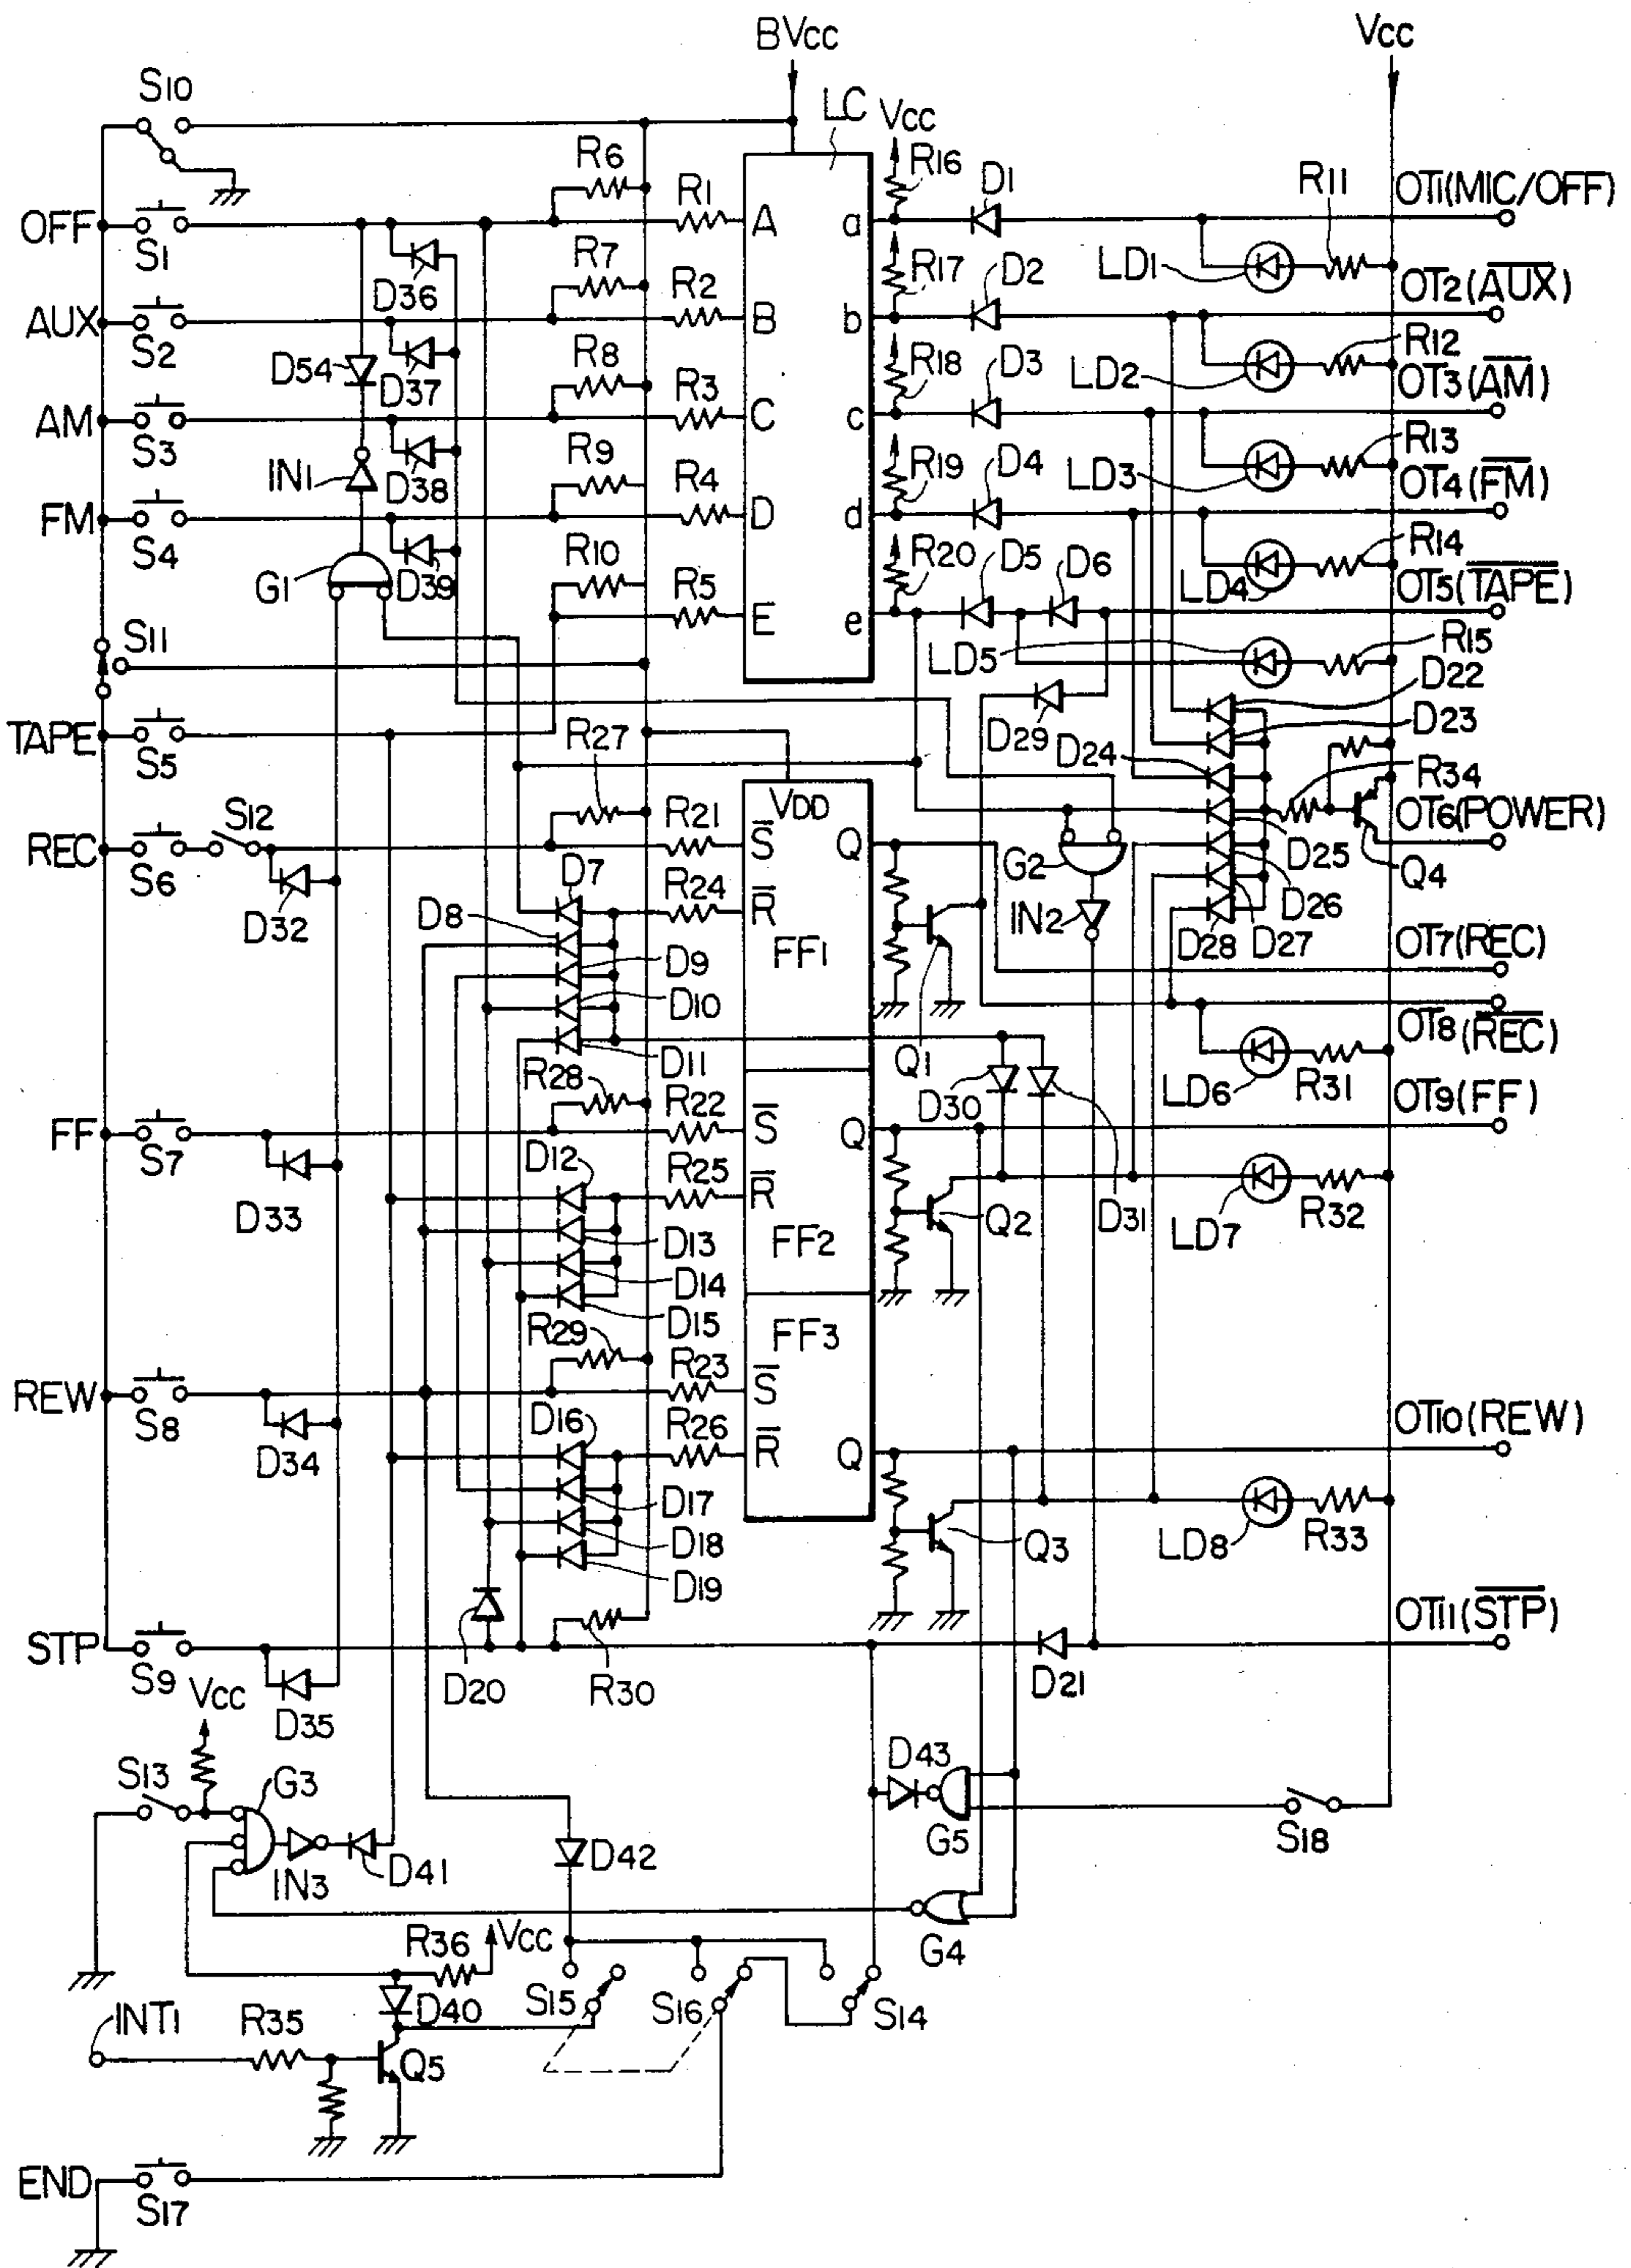 BVcc
Vcc
S10
LC
Vcc
R6
R16
D1
R11
OT1(MIC/OFF)
R1
OFF
S1
A
a
D36
R7
R17
D2
LD1
OT2(AUX)
R2
AUX
S2
B
b
D54
D37
R8
R18
D3
LD2
R12
OT3(AM)
R3
AM
S3
C
c
IN1
D38
R9
R19
D4
LD3
R13
OT4(FM)
R4
FM
S4
D
d
G1
D39
R10
R20
D5
D6
LD4
R14
OT5(TAPE)
R5
E
e
S11
LD5
R15
D22
TAPE
S5
R27
D29
D23
D24
VDD
R34
S12
R21
OT6(POWER)
REC
S6
S
Q
G2
D25
Q4
D32
D7
R24
D26
D8
R
IN2
D27
D28
OT7(REC)
FF1
D9
D10
OT8(REC)
D11
Q1
R28
D30
LD6
R31
R22
OT9(FF)
FF
S7
S
Q
D33
D12
R25
D31
R
Q2
LD7
R32
D13
FF2
D14
D15
R29
FF3
R23
REW
S8
S
OT10(REW)
D34
D16
R26
R
Q
D17
D18
Q3
LD8
R33
D19
STP
S9
OT11(STP)
D20
R30
D21
Vcc
D35
S13
G3
D43
G5
S18
IN3
D41
D42
G4
R36
Vcc
D40
S15
S16
S14
INT1
R35
Q5
END
S17